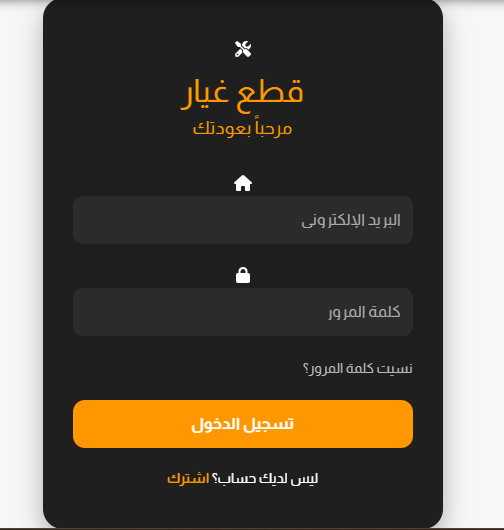 قطع غيار
مرحباً بعودتك
البريد الإلكتروني
كلمة المرور
نسيت كلمة المرور؟
تسجيل الدخول
ليس لديك حساب؟ اشترك